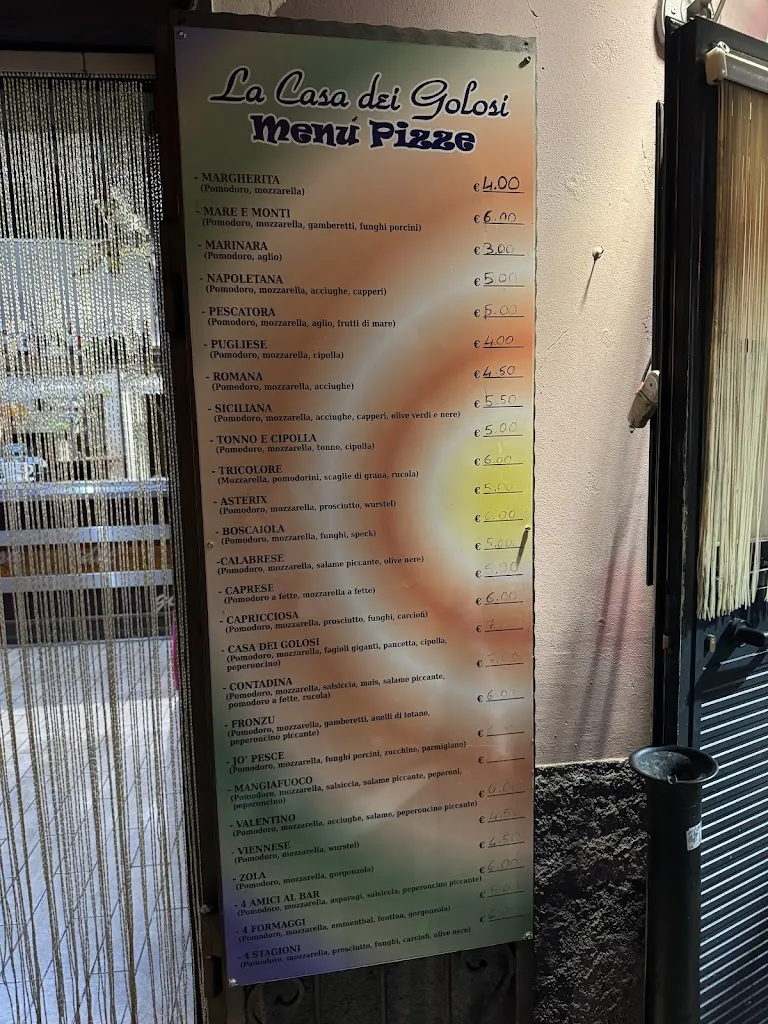 La Casa dei Golosi
Menú Pizze
- MARGHERITA € 4.00
(Pomodoro, mozzarella)
- MARE E MONTI € 6.00
(Pomodoro, mozzarella, gamberetti, funghi porcini)
- MARINARA € 3.00
(Pomodoro, aglio)
- NAPOLETANA € 5.00
(Pomodoro, mozzarella, acciughe, capperi)
- PESCATORA € 5.00
(Pomodoro, mozzarella, aglio, frutti di mare)
- PUGLIESE € 4.00
(Pomodoro, mozzarella, cipolla)
- ROMANA € 4.50
(Pomodoro, mozzarella, acciughe)
- SICILIANA € 5.50
(Pomodoro, mozzarella, acciughe, capperi, olive verdi e nere)
- TONNO E CIPOLLA € 5.00
(Pomodoro, mozzarella, tonno, cipolla)
- TRICOLORE € 6.00
(Mozzarella, pomodorini, scaglie di grana, rucola)
- ASTERIX € 5.00
(Pomodoro, mozzarella, prosciutto, wurstel)
- BOSCAIOLA € 6.00
(Pomodoro, mozzarella, funghi, speck)
-CALABRESE € 5.00
(Pomodoro, mozzarella, salame piccante, olive nere)
- CAPRESE €
(Pomodoro a fette, mozzarella a fette)
- CAPRICCIOSA € 6.00
(Pomodoro, mozzarella, prosciutto, funghi, carciofi)
- CASA DEI GOLOSI €
(Pomodoro, mozzarella, fagioli giganti, pancetta, cipolla,
peperoncino)
- CONTADINA €
(Pomodoro, mozzarella, salsiccia, mais, salame piccante,
pomodoro a fette, rucola)
- FRONZU € 6.00
(Pomodoro, mozzarella, gamberetti, anelli di totano,
peperoncino piccante)
- JO' PESCE €
(Pomodoro, mozzarella, funghi porcini, zucchine, parmigiano)
- MANGIAFUOCO €
(Pomodoro, mozzarella, salsiccia, salame piccante, peperoni,
peperoncino)
- VALENTINO €
(Pomodoro, mozzarella, acciughe, salame, peperoncino piccante)
- VIENNESE € 4.50
(Pomodoro, mozzarella, wurstel)
- ZOLA € 4.50
(Pomodoro, mozzarella, gorgonzola)
- 4 AMICI AL BAR € 6.00
(Pomodoro, mozzarella, asparagi, salsiccia, peperoncino piccante)
- 4 FORMAGGI €
(Pomodoro, mozzarella, emmenthal, fontina, gorgonzola)
- 4 STAGIONI €
(Pomodoro, mozzarella, prosciutto, funghi, carciofi, olive nere)